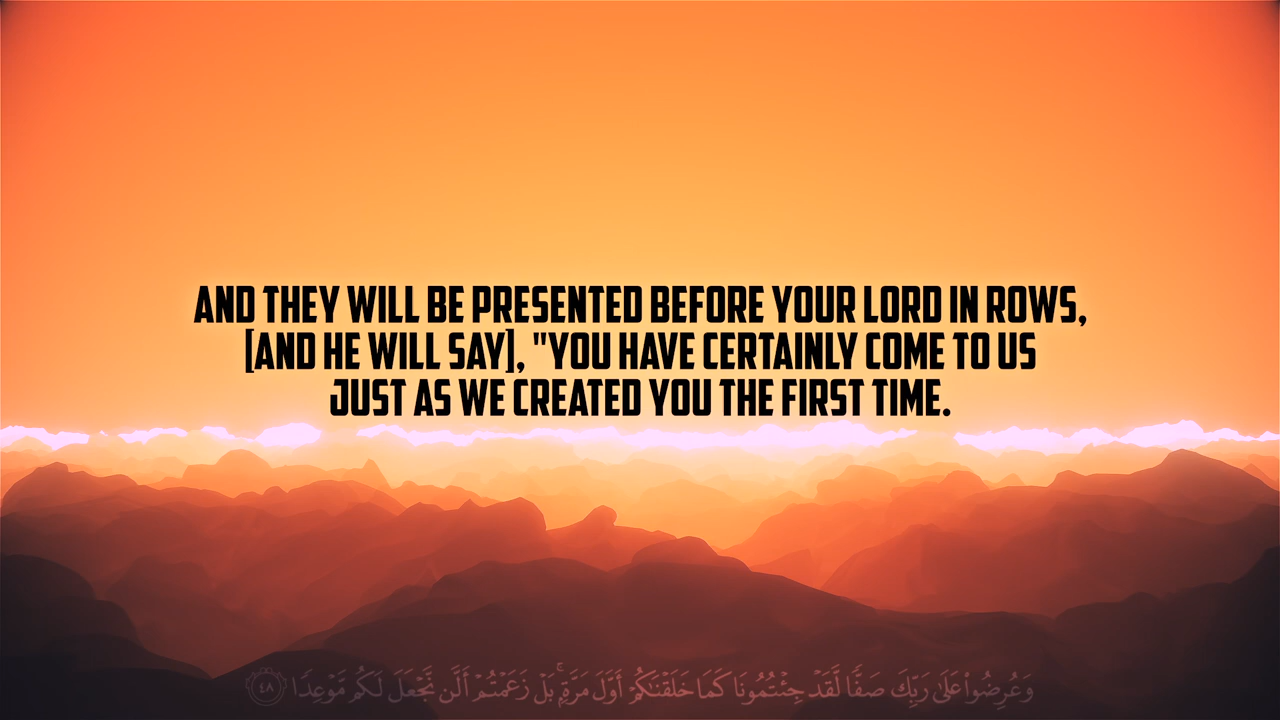 AND THEY WILL BE PRESENTED BEFORE YOUR LORD IN ROWS,
[AND HE WILL SAY], "YOU HAVE CERTAINLY COME TO US
JUST AS WE CREATED YOU THE FIRST TIME.
وَعُرِضُوا۟ عَلَىٰ رَبِّكَ صَفًّا لَّقَدْ جِئْتُمُونَا كَمَا خَلَقْنَـٰكُمْ أَوَّلَ مَرَّةٍۭ ۚ بَلْ زَعَمْتُمْ أَلَّن نَّجْعَلَ لَكُم مَّوْعِدًا ٤٨